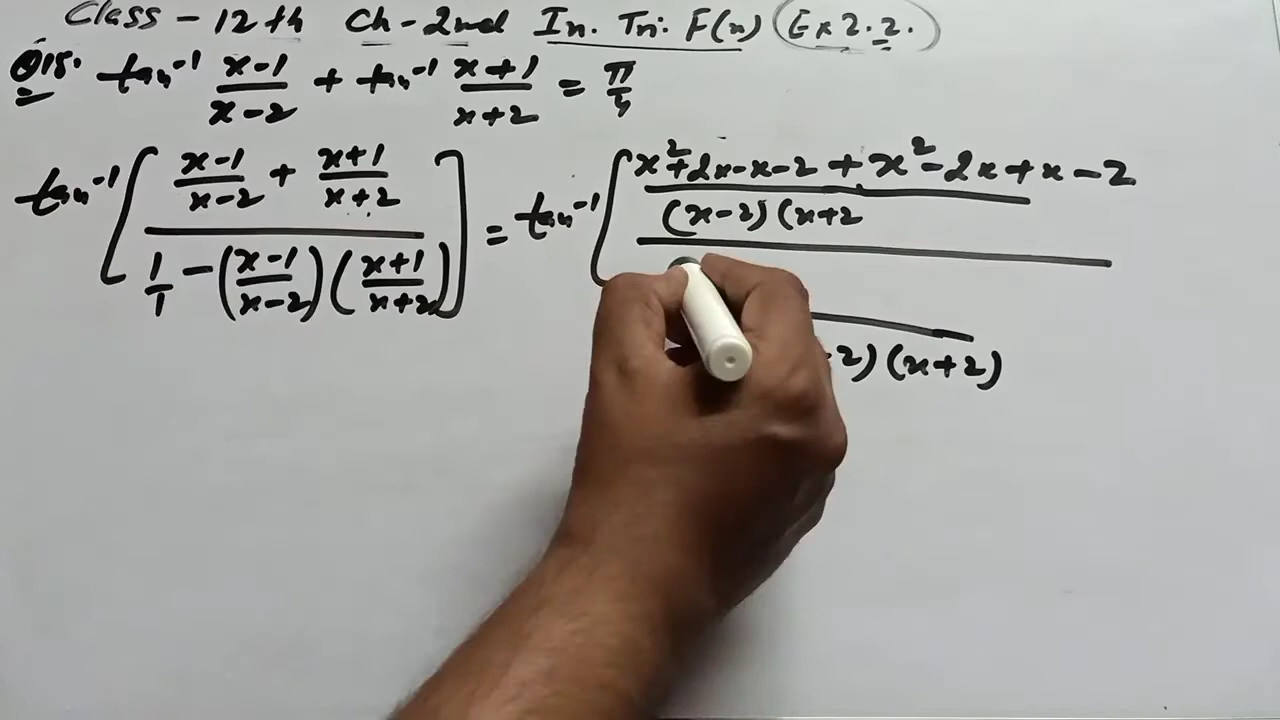 Class - 12th Ch - 2nd In. Tri. F(x) (Ex 2.2.
Q15. tan⁻¹ x-1/x-2 + tan⁻¹ x+1/x+2 = π/4
tan⁻¹ [ (x-1/x-2 + x+1/x+2) / (1/1 - (x-1/x-2)(x+1/x+2)) ] = tan⁻¹ [ x²+2x-x-2+x²-2x+x-2 / (x-2)(x+2
2)(x+2)